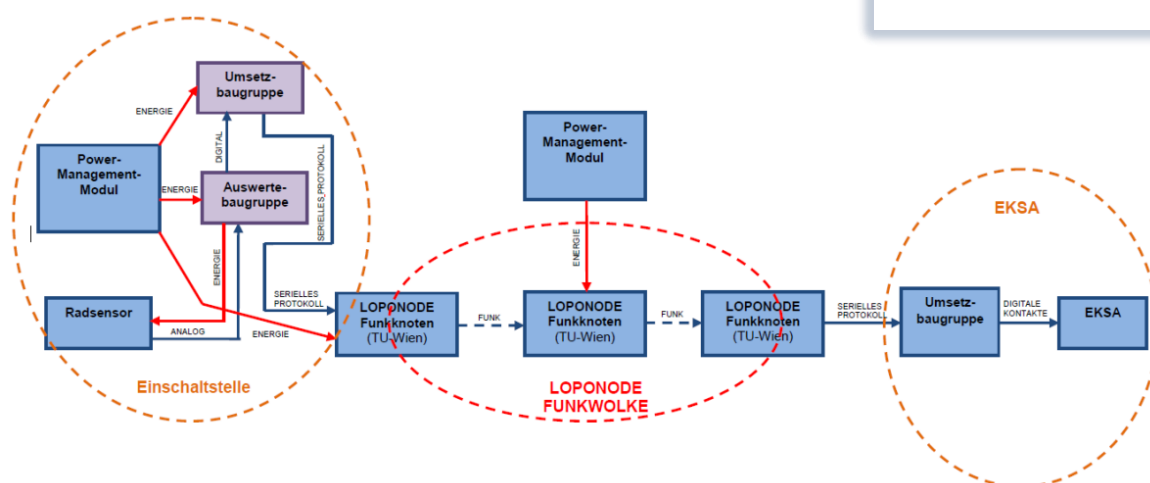 Umsetz-
baugruppe
ENERGIE
DIGITAL
SERIELLES PROTOKOLL
Power-
Management-
Modul
ENERGIE
Auswerte-
baugruppe
ENERGIE
Radsensor
ANALOG
ENERGIE
SERIELLES
PROTOKOLL
Einschaltstelle
LOPONODE
Funkknoten
(TU-Wien)
FUNK
Power-
Management-
Modul
ENERGIE
LOPONODE
Funkknoten
(TU-Wien)
FUNK
LOPONODE
Funkknoten
(TU-Wien)
LOPONODE
FUNKWOLKE
SERIELLES
PROTOKOLL
EKSA
Umsetz-
baugruppe
DIGITALE
KONTAKTE
EKSA